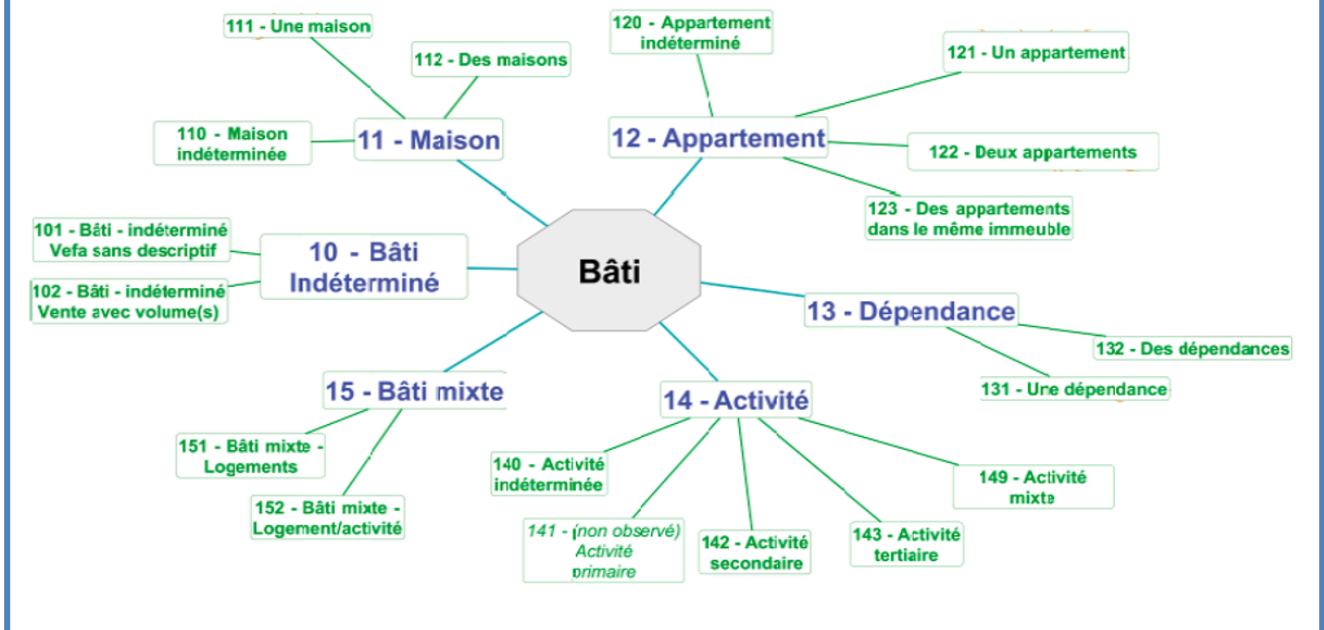 111 - Une maison
112 - Des maisons
110 - Maison
indéterminée
11 - Maison
120 - Appartement
indéterminé
121 - Un appartement
12 - Appartement
122 - Deux appartements
123 - Des appartements
dans le même immeuble
101 - Bâti - indéterminé
Vefa sans descriptif
102 - Bâti - indéterminé
Vente avec volume(s)
10 - Bâti
Indéterminé
Bâti
13 - Dépendance
132 - Des dépendances
131 - Une dépendance
15 - Bâti mixte
151 - Bâti mixte -
Logements
152 - Bâti mixte -
Logement/activité
14 - Activité
140 - Activité
indéterminée
141 - (non observé)
Activité
primaire
142 - Activité
secondaire
143 - Activité
tertiaire
149 - Activité
mixte